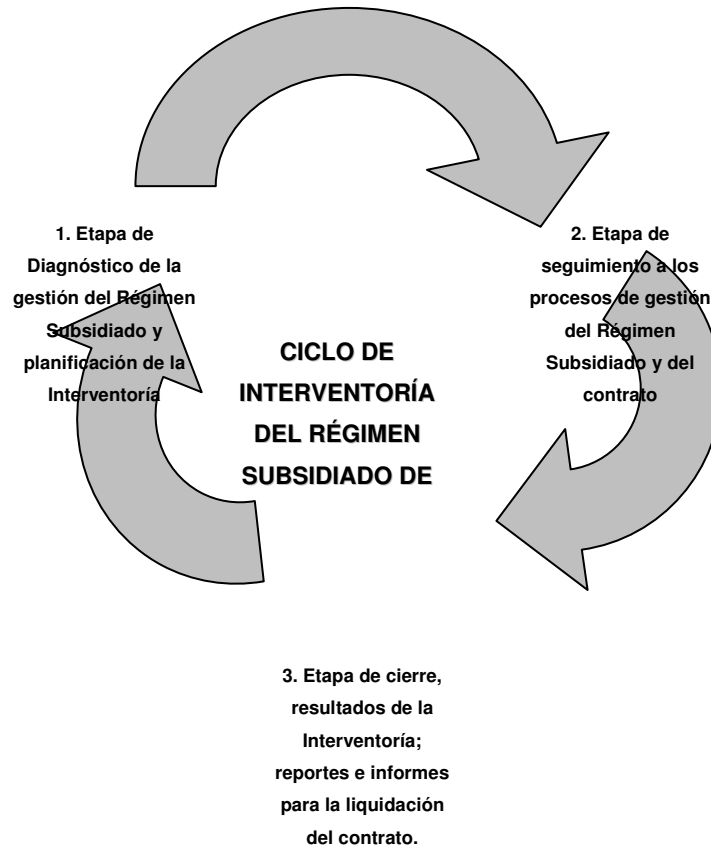 1. Etapa de
Diagnóstico de la
gestión del Régimen
Subsidiado y
planificación de la
Interventoría
2. Etapa de
seguimiento a los
procesos de gestión
del Régimen
Subsidiado y del
contrato
CICLO DE
INTERVENTORÍA
DEL RÉGIMEN
SUBSIDIADO DE
3. Etapa de cierre,
resultados de la
Interventoría;
reportes e informes
para la liquidación
del contrato.